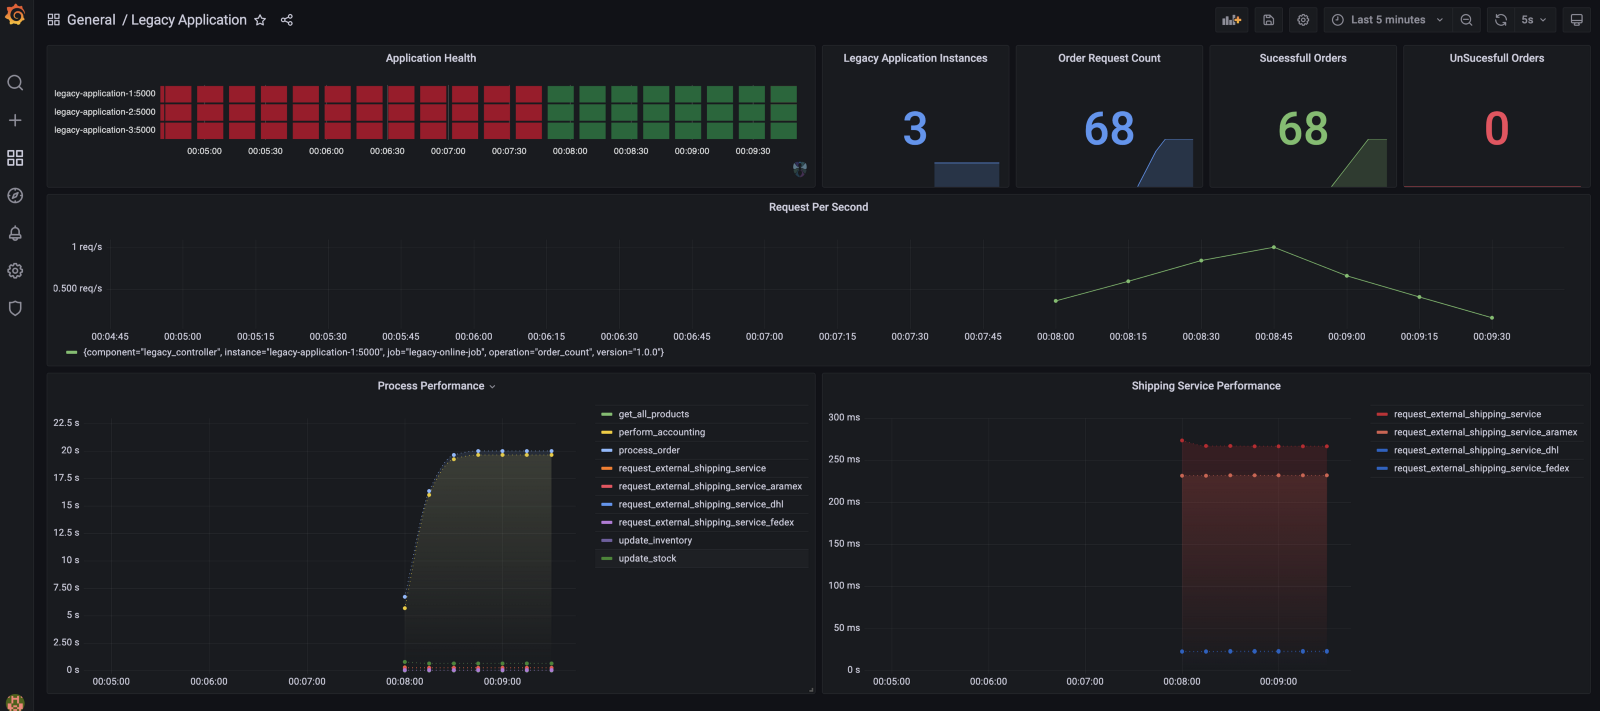 General / Legacy Application
Last 5 minutes
5s
Application Health
legacy-application-1:5000
legacy-application-2:5000
legacy-application-3:5000
00:05:00 00:05:30 00:06:00 00:06:30 00:07:00 00:07:30 00:08:00 00:08:30 00:09:00 00:09:30
Legacy Application Instances
3
Order Request Count
68
Sucessfull Orders
68
UnSucesfull Orders
0
Request Per Second
1 req/s
0.500 req/s
00:04:45 00:05:00 00:05:15 00:05:30 00:05:45 00:06:00 00:06:15 00:06:30 00:06:45 00:07:00 00:07:15 00:07:30 00:07:45 00:08:00 00:08:15 00:08:30 00:08:45 00:09:00 00:09:15 00:09:30
{component="legacy_controller", instance="legacy-application-1:5000", job="legacy-online-job", operation="order_count", version="1.0.0"}
Process Performance
22.5 s
20 s
17.5 s
15 s
12.5 s
10 s
7.50 s
5 s
2.50 s
0 s
00:05:00 00:06:00 00:07:00 00:08:00 00:09:00
get_all_products
perform_accounting
process_order
request_external_shipping_service
request_external_shipping_service_aramex
request_external_shipping_service_dhl
request_external_shipping_service_fedex
update_inventory
update_stock
Shipping Service Performance
300 ms
250 ms
200 ms
150 ms
100 ms
50 ms
0 s
00:05:00 00:06:00 00:07:00 00:08:00 00:09:00
request_external_shipping_service
request_external_shipping_service_aramex
request_external_shipping_service_dhl
request_external_shipping_service_fedex